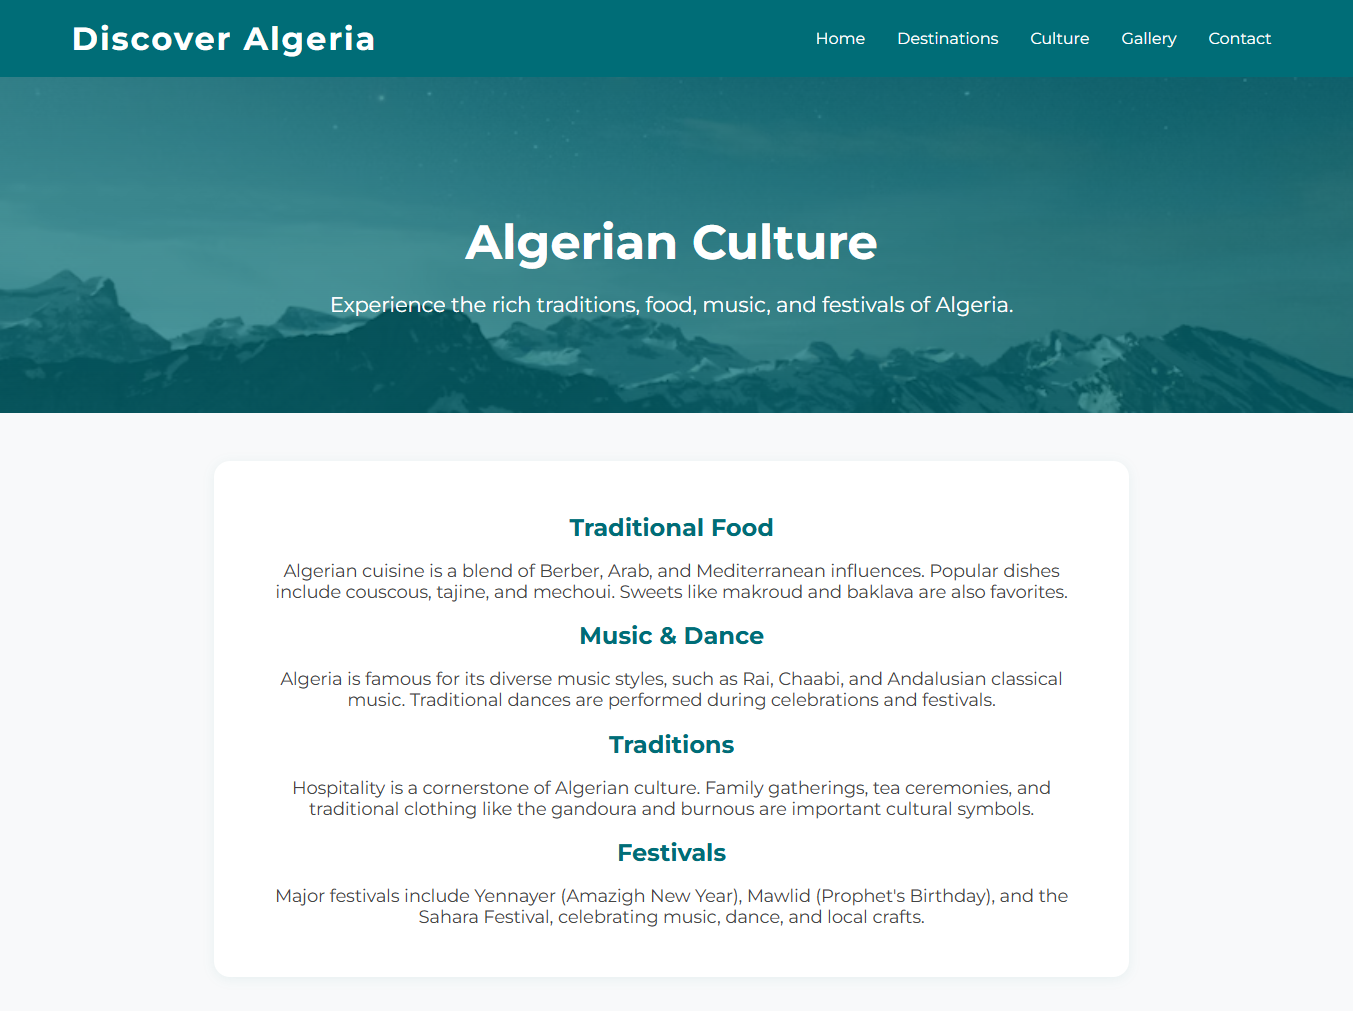 Discover Algeria
Home Destinations Culture Gallery Contact
Algerian Culture
Experience the rich traditions, food, music, and festivals of Algeria.
Traditional Food
Algerian cuisine is a blend of Berber, Arab, and Mediterranean influences. Popular dishes
include couscous, tajine, and mechoui. Sweets like makroud and baklava are also favorites.
Music & Dance
Algeria is famous for its diverse music styles, such as Rai, Chaabi, and Andalusian classical
music. Traditional dances are performed during celebrations and festivals.
Traditions
Hospitality is a cornerstone of Algerian culture. Family gatherings, tea ceremonies, and
traditional clothing like the gandoura and burnous are important cultural symbols.
Festivals
Major festivals include Yennayer (Amazigh New Year), Mawlid (Prophet's Birthday), and the
Sahara Festival, celebrating music, dance, and local crafts.